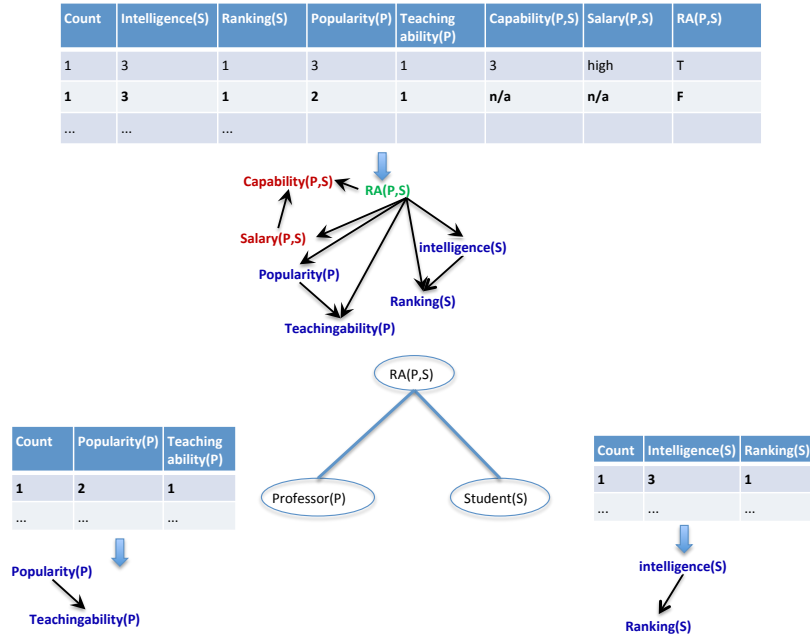 Count Intelligence(S) Ranking(S) Popularity(P) Teaching ability(P) Capability(P,S) Salary(P,S) RA(P,S)
1 3 1 3 1 3 high T
1 3 1 2 1 n/a n/a F
... ... ...
Capability(P,S)
RA(P,S)
Salary(P,S)
intelligence(S)
Popularity(P)
Ranking(S)
Teachingability(P)
RA(P,S)
Professor(P)
Student(S)
Count Popularity(P) Teaching ability(P)
1 2 1
... ... ...
Popularity(P)
Teachingability(P)
Count Intelligence(S) Ranking(S)
1 3 1
... ... ...
intelligence(S)
Ranking(S)